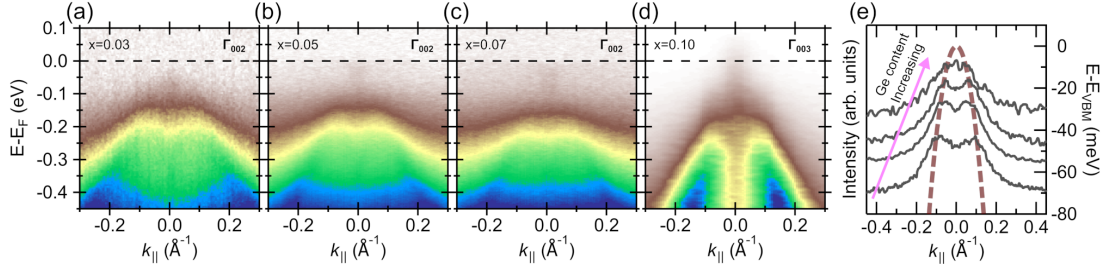 (a) (b) (c) (d) (e)
0.1
0.0
-0.1
-0.2
-0.3
-0.4
E-E_F (eV)
x=0.03 Γ002
x=0.05 Γ002
x=0.07 Γ002
x=0.10 Γ003
-0.2 0.0 0.2
-0.2 0.0 0.2
-0.2 0.0 0.2
-0.2 0.0 0.2
k|| (Å⁻¹)
k|| (Å⁻¹)
k|| (Å⁻¹)
k|| (Å⁻¹)
Intensity (arb. units)
Ge content
Increasing
0
-20
-40
-60
-80
E-E_VBM (meV)
-0.4 -0.2 0.0 0.2 0.4
k|| (Å⁻¹)